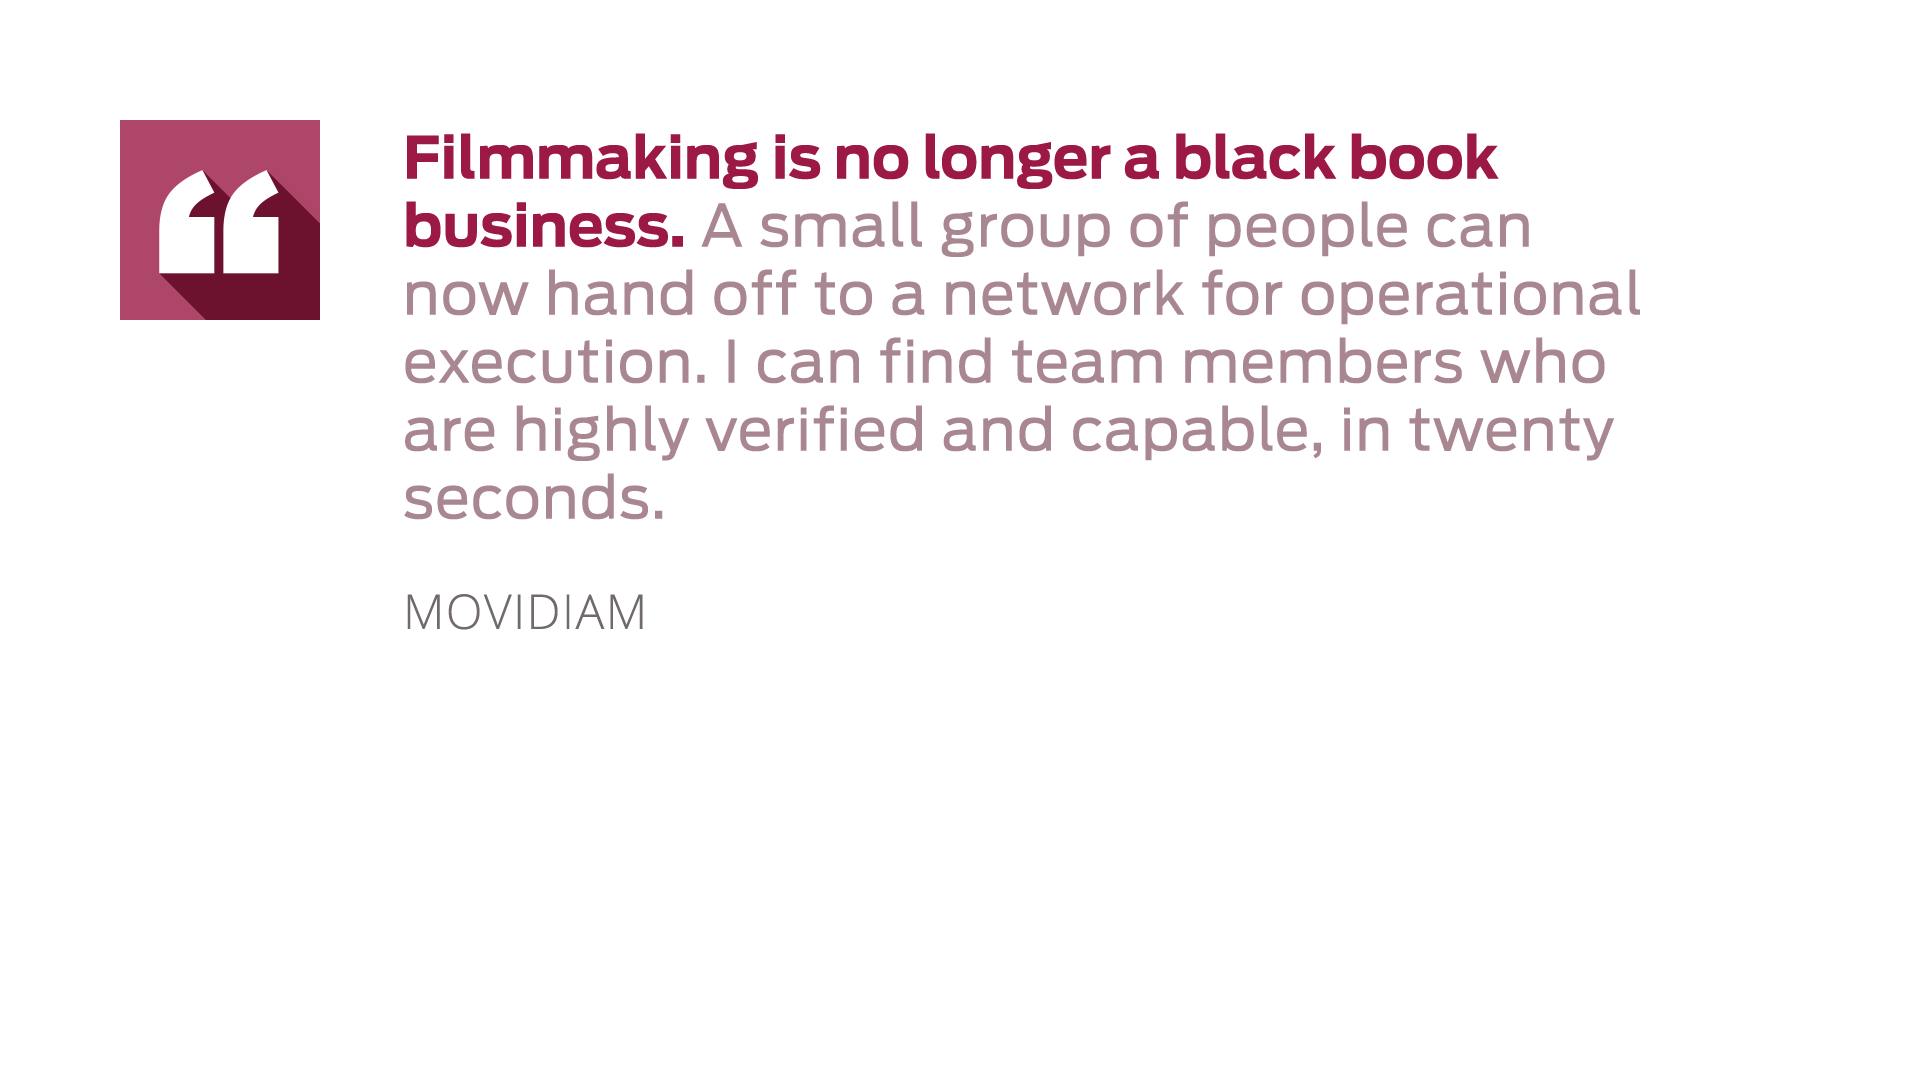 Filmmaking is no longer a black book
business. A small group of people can
now hand off to a network for operational
execution. I can find team members who
are highly verified and capable, in twenty
seconds.
MOVIDIAM